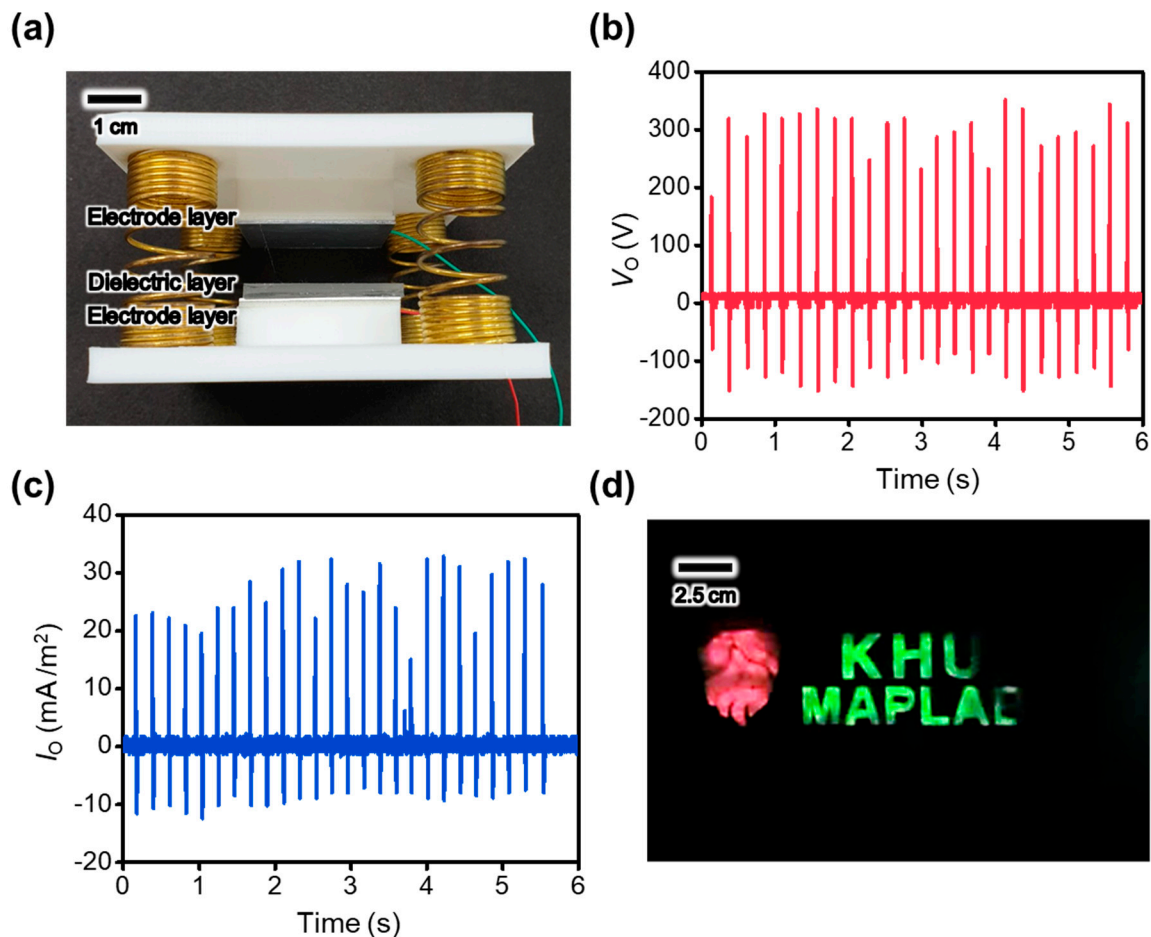 (a)
1 cm
Electrode layer
Dielectric layer
Electrode layer
(b)
400
300
200
100
0
-100
-200
V_O (V)
0 1 2 3 4 5 6
Time (s)
(c)
40
30
20
10
0
-10
-20
I_O (mA/m²)
0 1 2 3 4 5 6
Time (s)
(d)
2.5 cm
KHU
MAPLAB